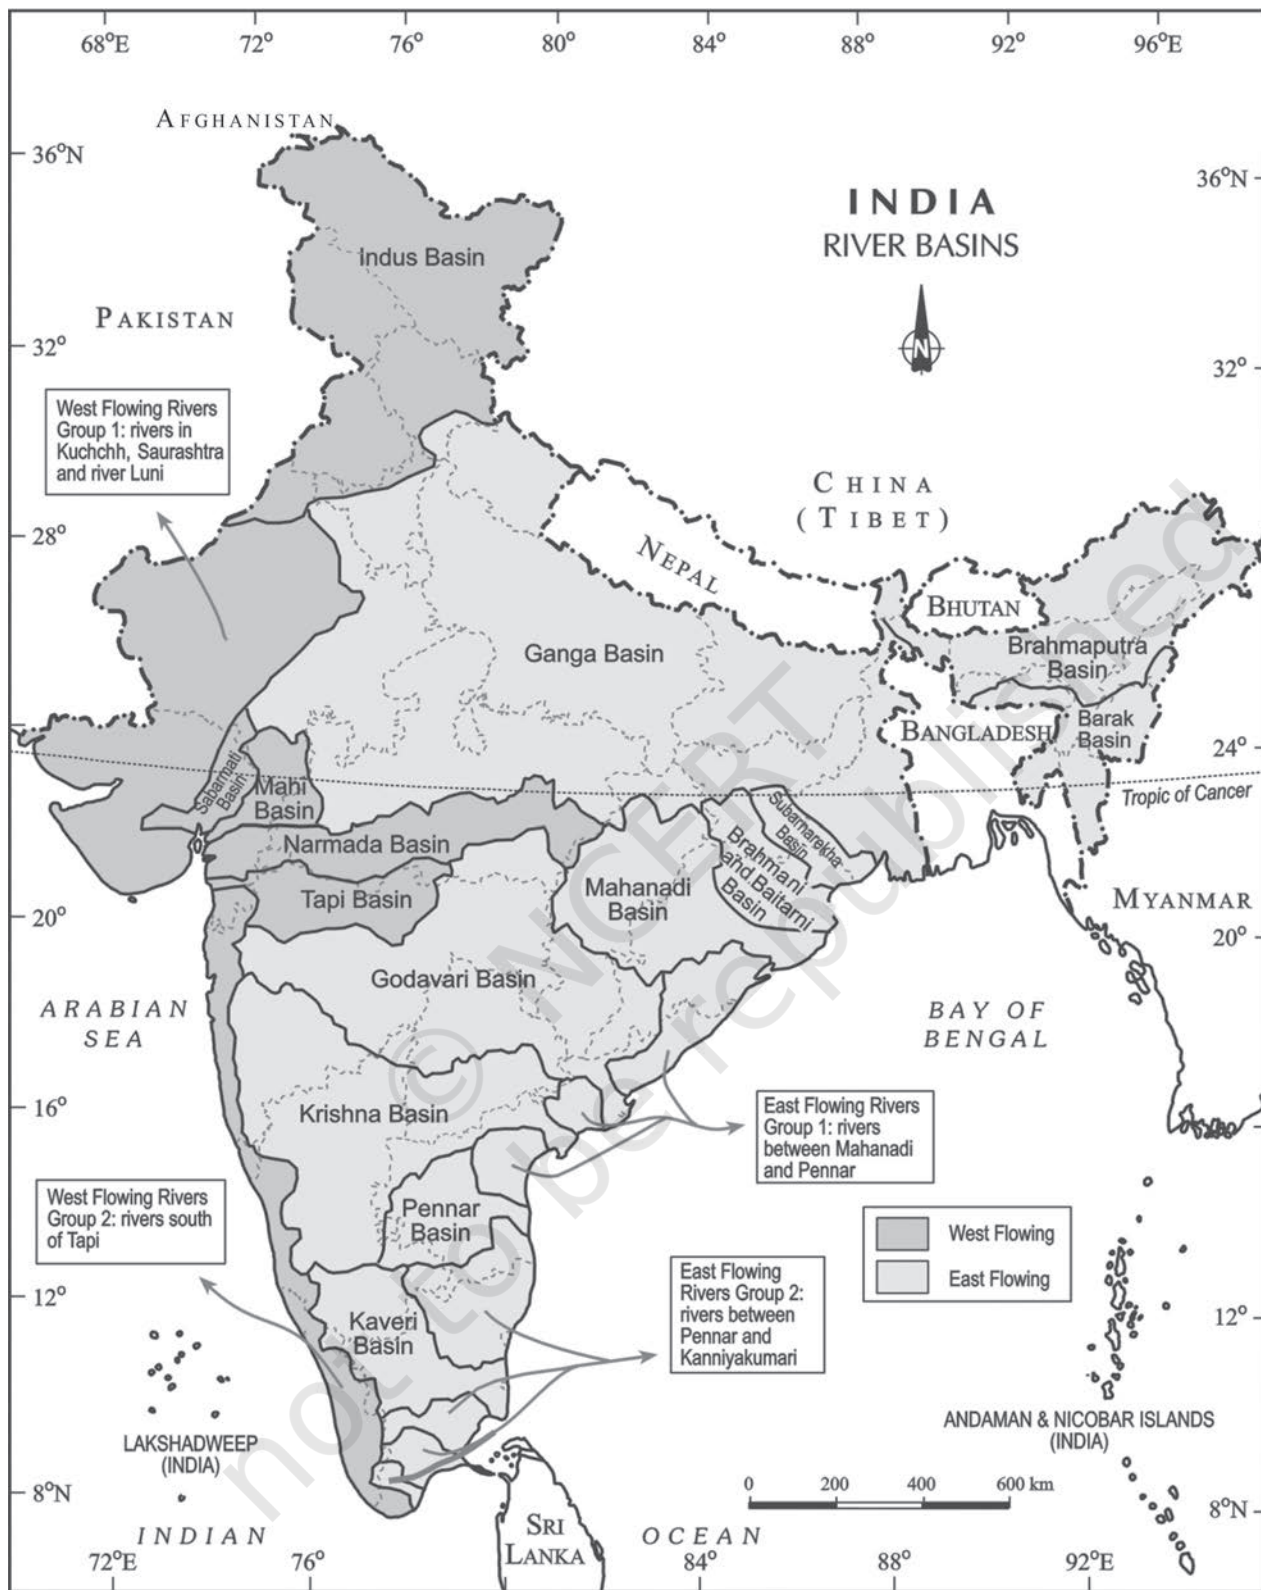 68°E 72° 76° 80° 84° 88° 92° 96°E
AFGHANISTAN
36°N
36°N
INDIA
RIVER BASINS
Indus Basin
PAKISTAN
N
32°
32°
West Flowing Rivers
Group 1: rivers in
Kuchchh, Saurashtra
and river Luni
CHINA
(TIBET)
28°
NEPAL
BHUTAN
Ganga Basin
Brahmaputra
Basin
BANGLADESH
Barak
Basin
24°
Sabarmati
Basin
Mahi
Basin
Tropic of Cancer
Subarnarekha
Basin
Narmada Basin
Brahmani
and Baitarni
Basin
Tapi Basin
Mahanadi
Basin
MYANMAR
20°
20°
Godavari Basin
ARABIAN
SEA
BAY OF
BENGAL
16°
Krishna Basin
East Flowing Rivers
Group 1: rivers
between Mahanadi
and Pennar
West Flowing Rivers
Group 2: rivers south
of Tapi
Pennar
Basin
West Flowing
East Flowing
East Flowing
Rivers Group 2:
rivers between
Pennar and
Kanniyakumari
12°
12°
Kaveri
Basin
LAKSHADWEEP
(INDIA)
ANDAMAN & NICOBAR ISLANDS
(INDIA)
0 200 400 600 km
8°N
8°N
INDIAN OCEAN
SRI
LANKA
72°E 76° 84° 88° 92°E
© NCERT
not to be republished